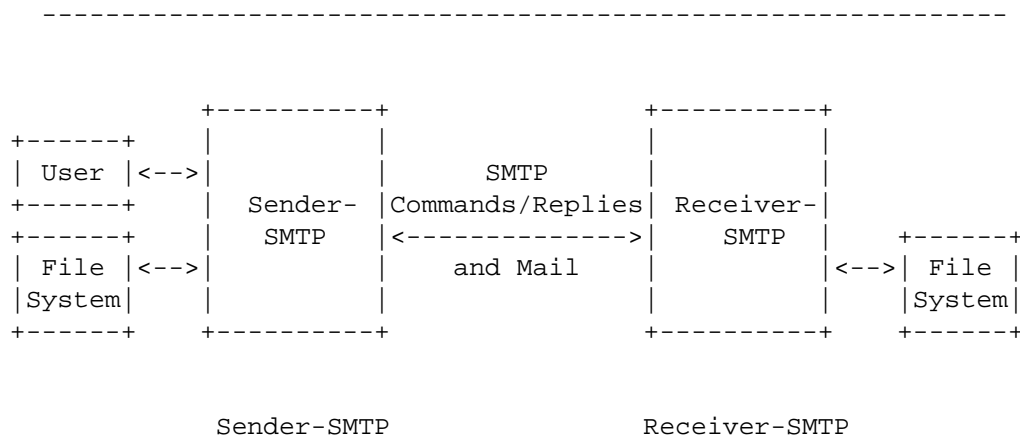 User
SMTP
Sender-
Commands/Replies
Receiver-
SMTP
SMTP
File
and Mail
File
System
System
Sender-SMTP
Receiver-SMTP